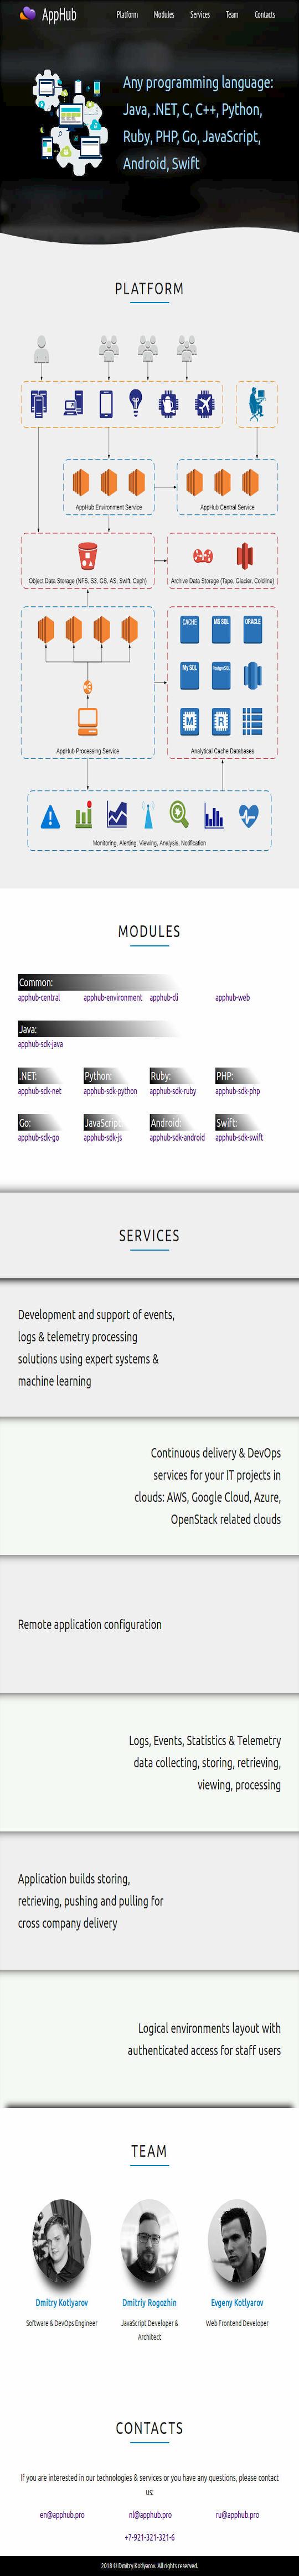 AppHub
Platform Modules Services Team Contacts
Any programming language:
Java, .NET, C, C++, Python,
Ruby, PHP, Go, JavaScript,
Android, Swift
PLATFORM
AppHub Environment Service
AppHub Central Service
Object Data Storage (NFS, S3, GS, AS, Swift, Ceph)
Archive Data Storage (Tape, Glacier, Coldline)
CACHE
MS SQL
ORACLE
My SQL
PostgreSQL
M
R
AppHub Processing Service
Analytical Cache Databases
Monitoring, Alerting, Viewing, Analysis, Notification
MODULES
Common:
apphub-central apphub-environment apphub-cli apphub-web
Java:
apphub-sdk-java
.NET: Python: Ruby: PHP:
apphub-sdk-net apphub-sdk-python apphub-sdk-ruby apphub-sdk-php
Go: JavaScript: Android: Swift:
apphub-sdk-go apphub-sdk-js apphub-sdk-android apphub-sdk-swift
SERVICES
Development and support of events,
logs & telemetry processing
solutions using expert systems &
machine learning
Continuous delivery & DevOps
services for your IT projects in
clouds: AWS, Google Cloud, Azure,
OpenStack related clouds
Remote application configuration
Logs, Events, Statistics & Telemetry
data collecting, storing, retrieving,
viewing, processing
Application builds storing,
retrieving, pushing and pulling for
cross company delivery
Logical environments layout with
authenticated access for staff users
TEAM
Dmitry Kotlyarov
Software & DevOps Engineer
Dmitriy Rogozhin
JavaScript Developer &
Architect
Evgeny Kotlyarov
Web Frontend Developer
CONTACTS
If you are interested in our technologies & services or you have any questions, please contact
us:
en@apphub.pro nl@apphub.pro ru@apphub.pro
+7-921-321-321-6
2018 © Dmitry Kotlyarov. All rights reserved.